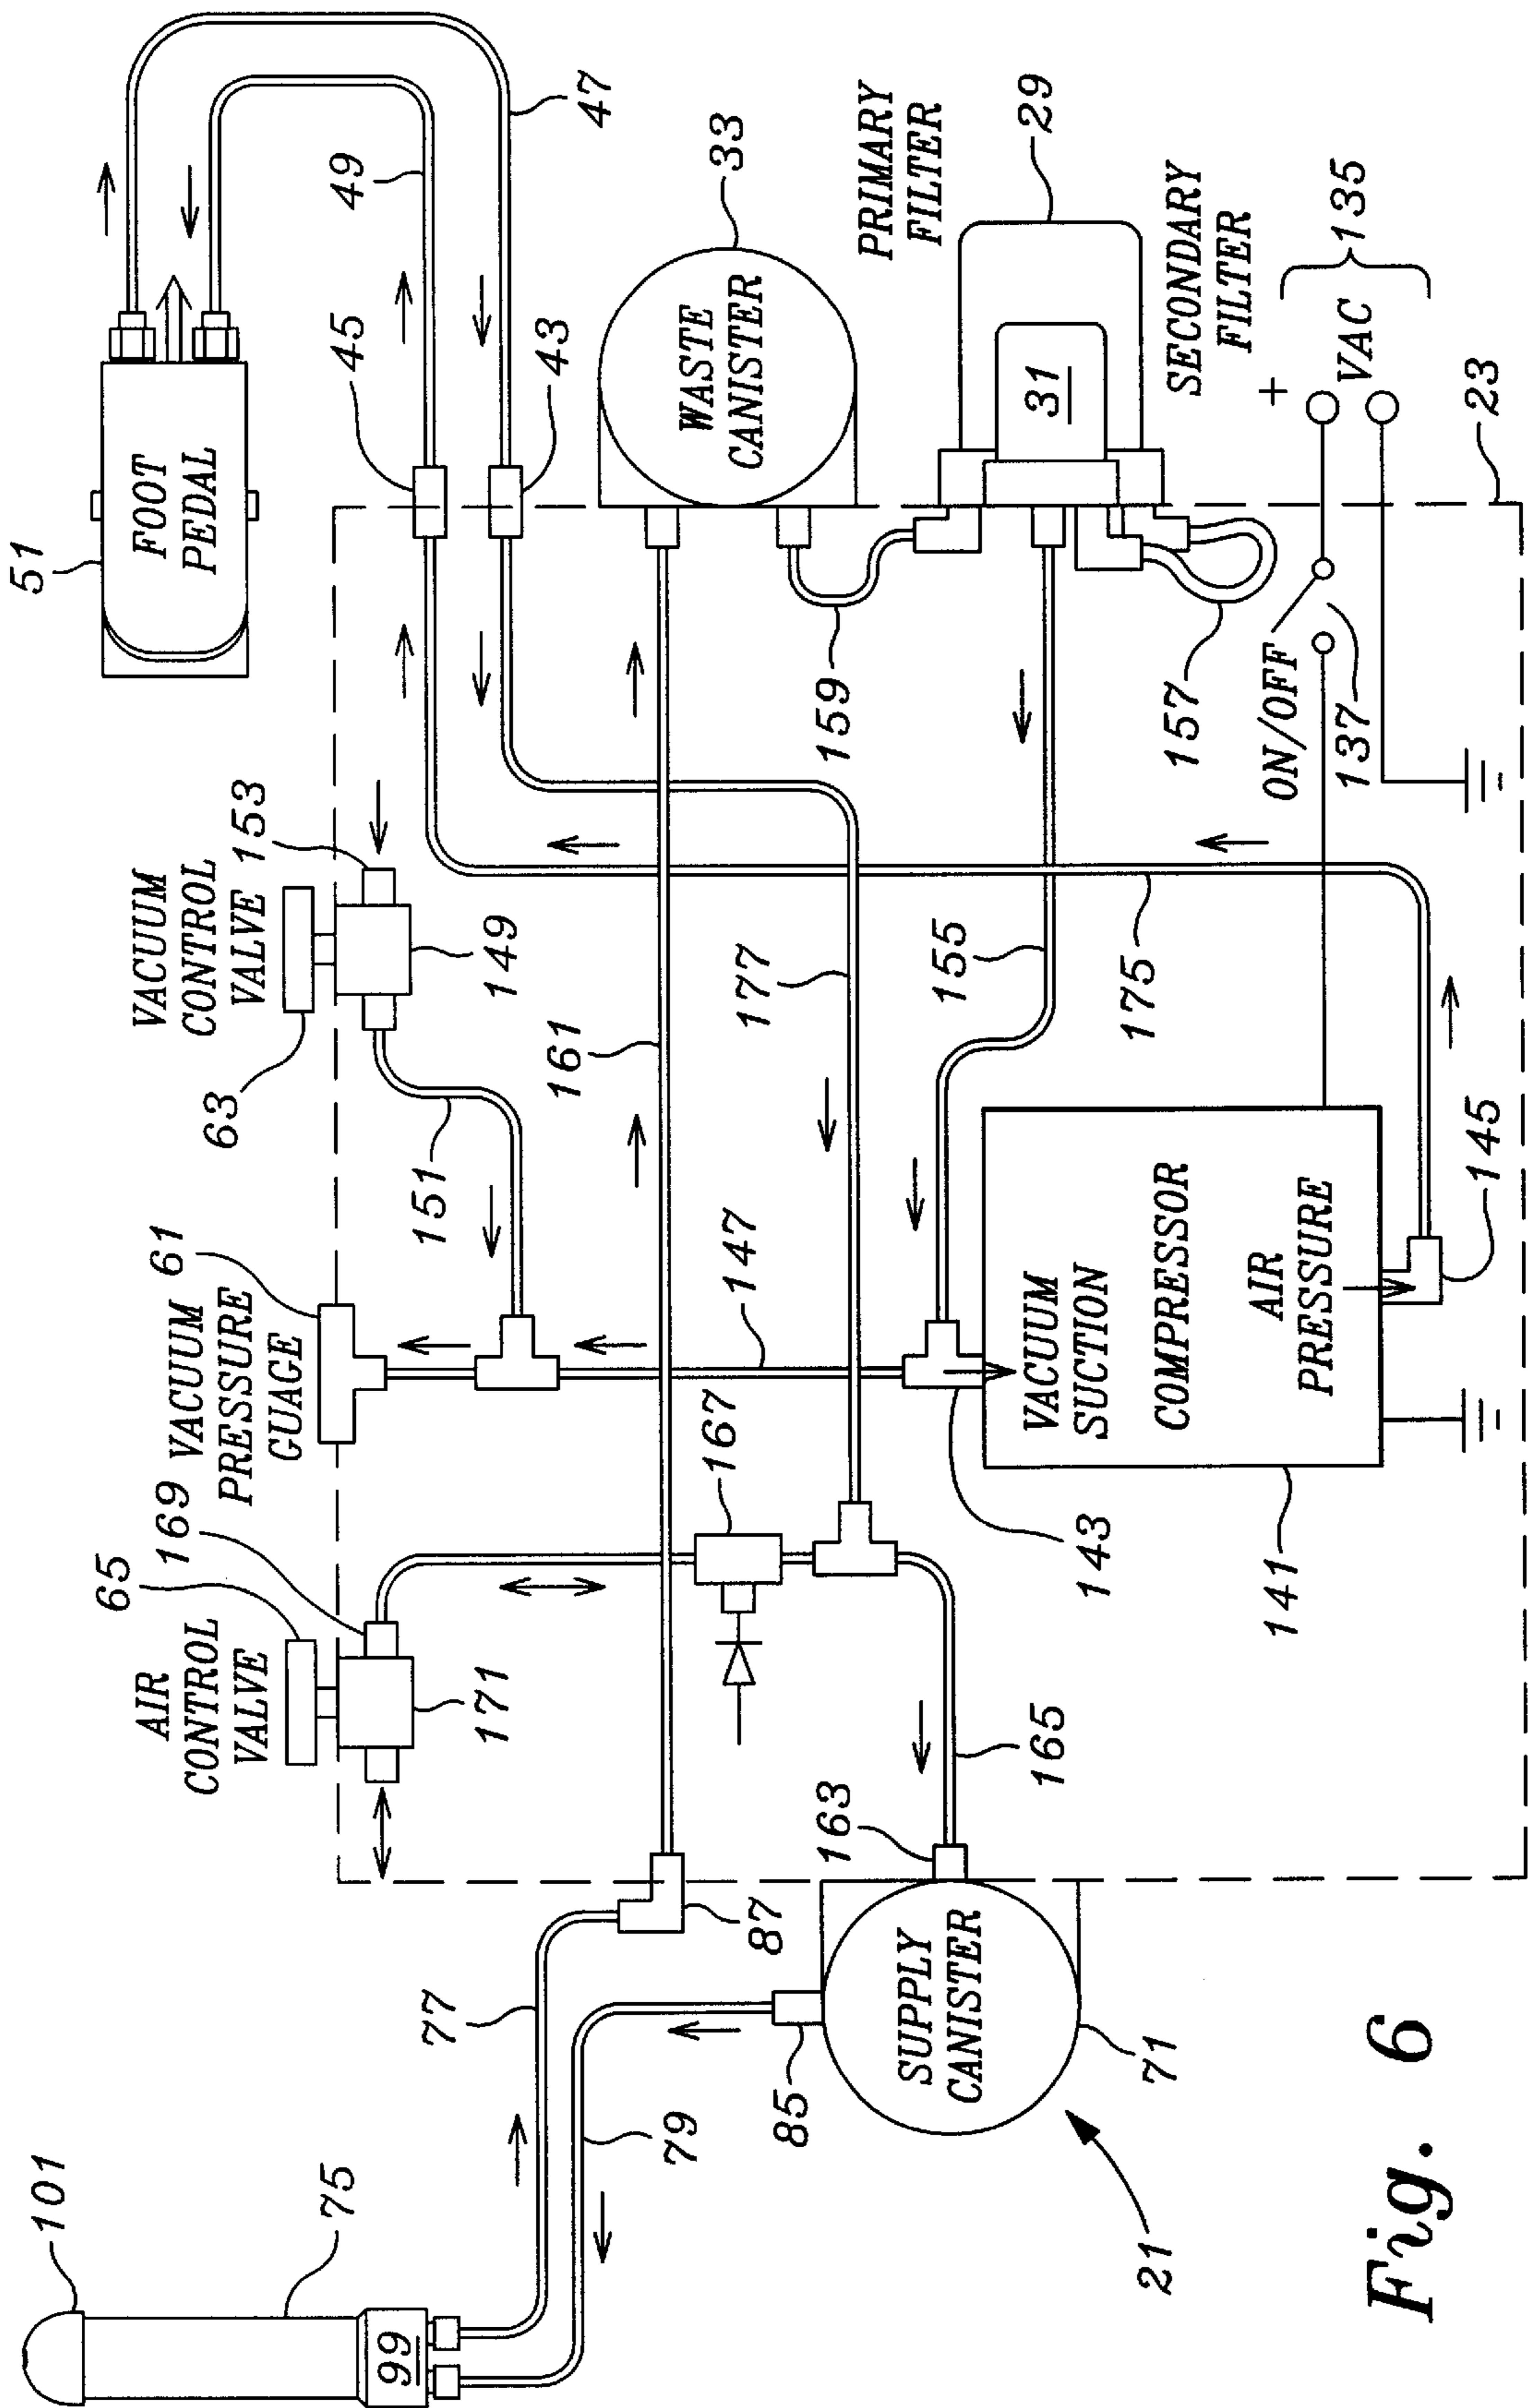 101
75
99
77
79
85
87
21
71
SUPPLY
CANISTER
163
165
65
AIR
CONTROL
VALVE
169
171
167
61
VACUUM
PRESSURE
GUAGE
63
VACUUM
CONTROL
VALVE
153
149
151
147
161
177
143
141
VACUUM
SUCTION
COMPRESSOR
AIR
PRESSURE
145
155
175
51
FOOT
PEDAL
45
43
49
47
WASTE
CANISTER
33
PRIMARY
FILTER
29
31
SECONDARY
FILTER
159
157
ON/OFF
137
+
VAC
135
23
Fig. 6